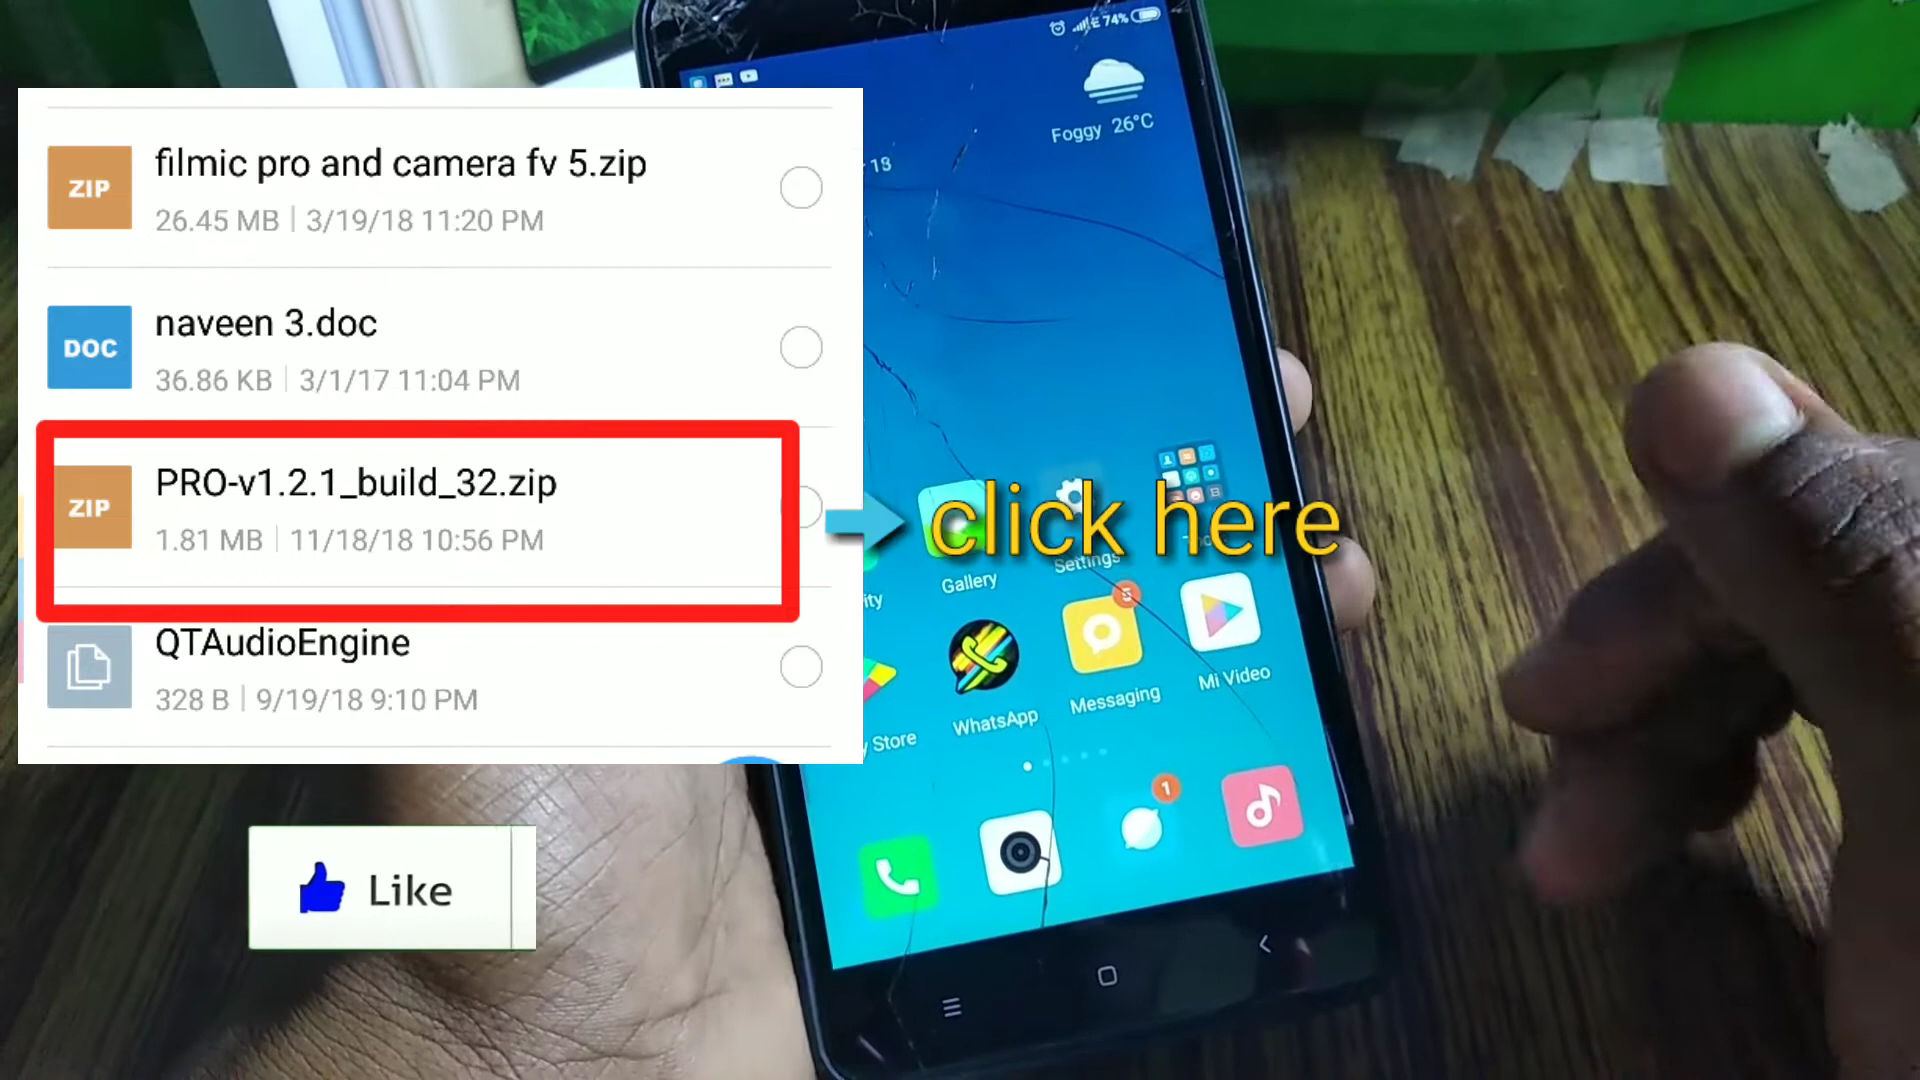 E 74%
Foggy 26°C
ZIP
filmic pro and camera fv 5.zip
26.45 MB | 3/19/18 11:20 PM
DOC
naveen 3.doc
36.86 KB | 3/1/17 11:04 PM
ZIP
PRO-v1.2.1_build_32.zip
1.81 MB | 11/18/18 10:56 PM
click here
QTAudioEngine
328 B | 9/19/18 9:10 PM
18
Gallery
Settings
5
Store
WhatsApp
Messaging
Mi Video
1
Like